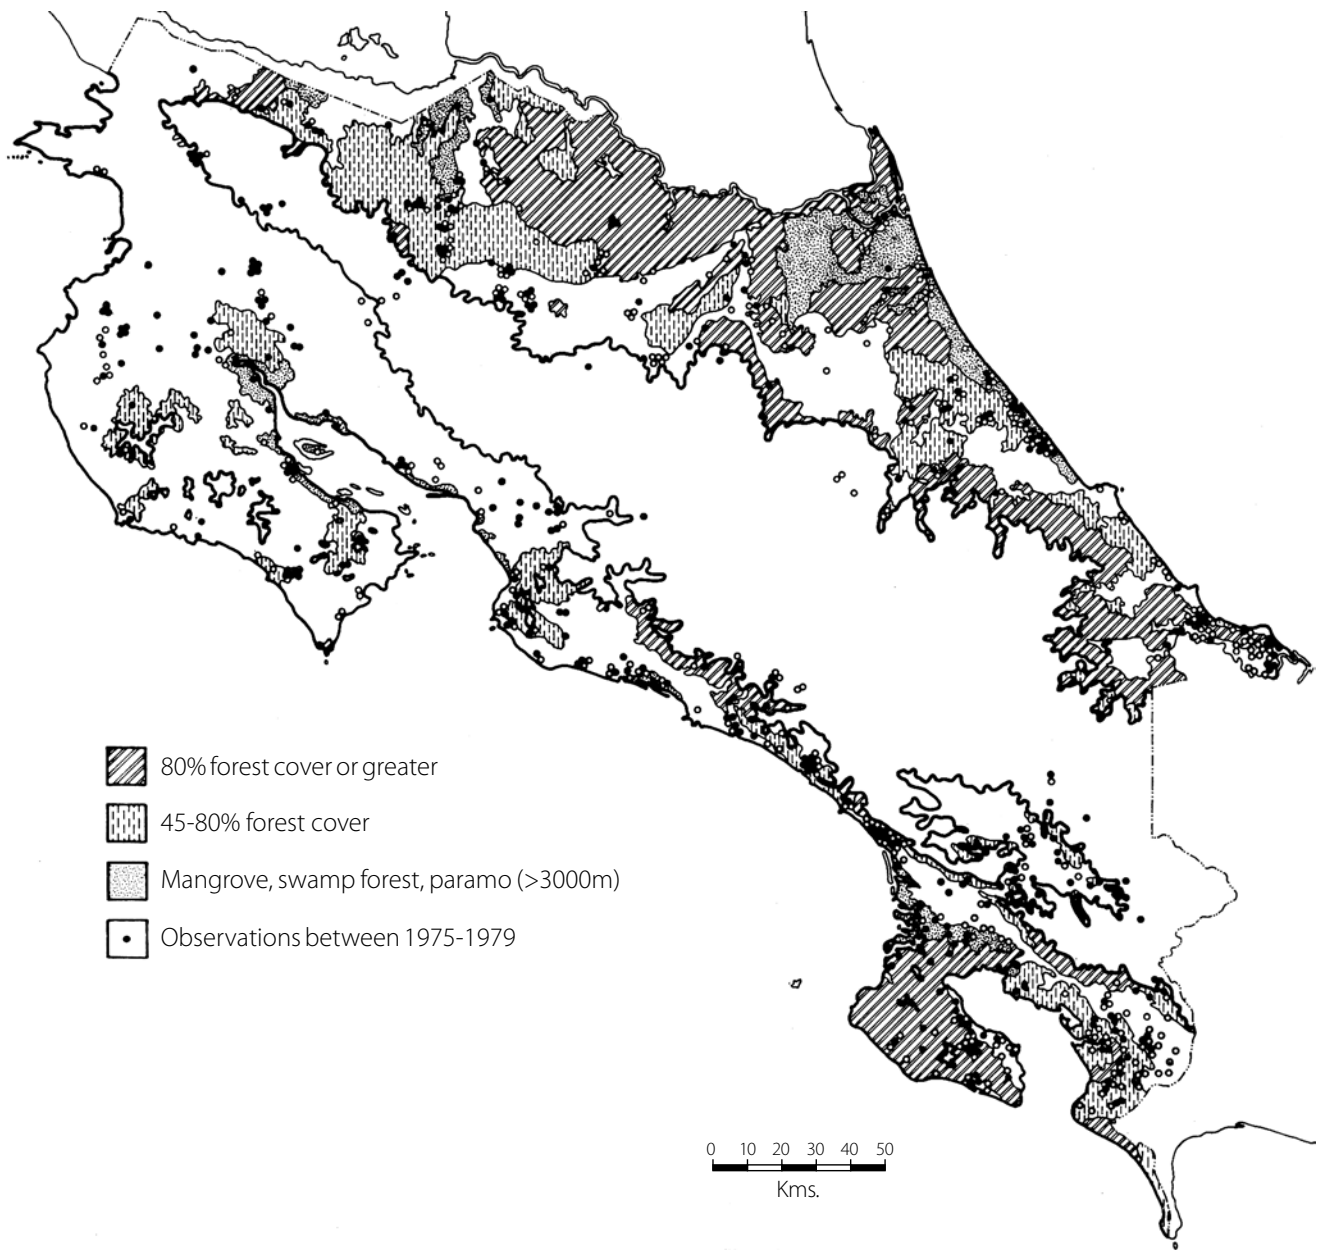 80% forest cover or greater
45-80% forest cover
Mangrove, swamp forest, paramo (>3000m)
Observations between 1975-1979
0 10 20 30 40 50
Kms.